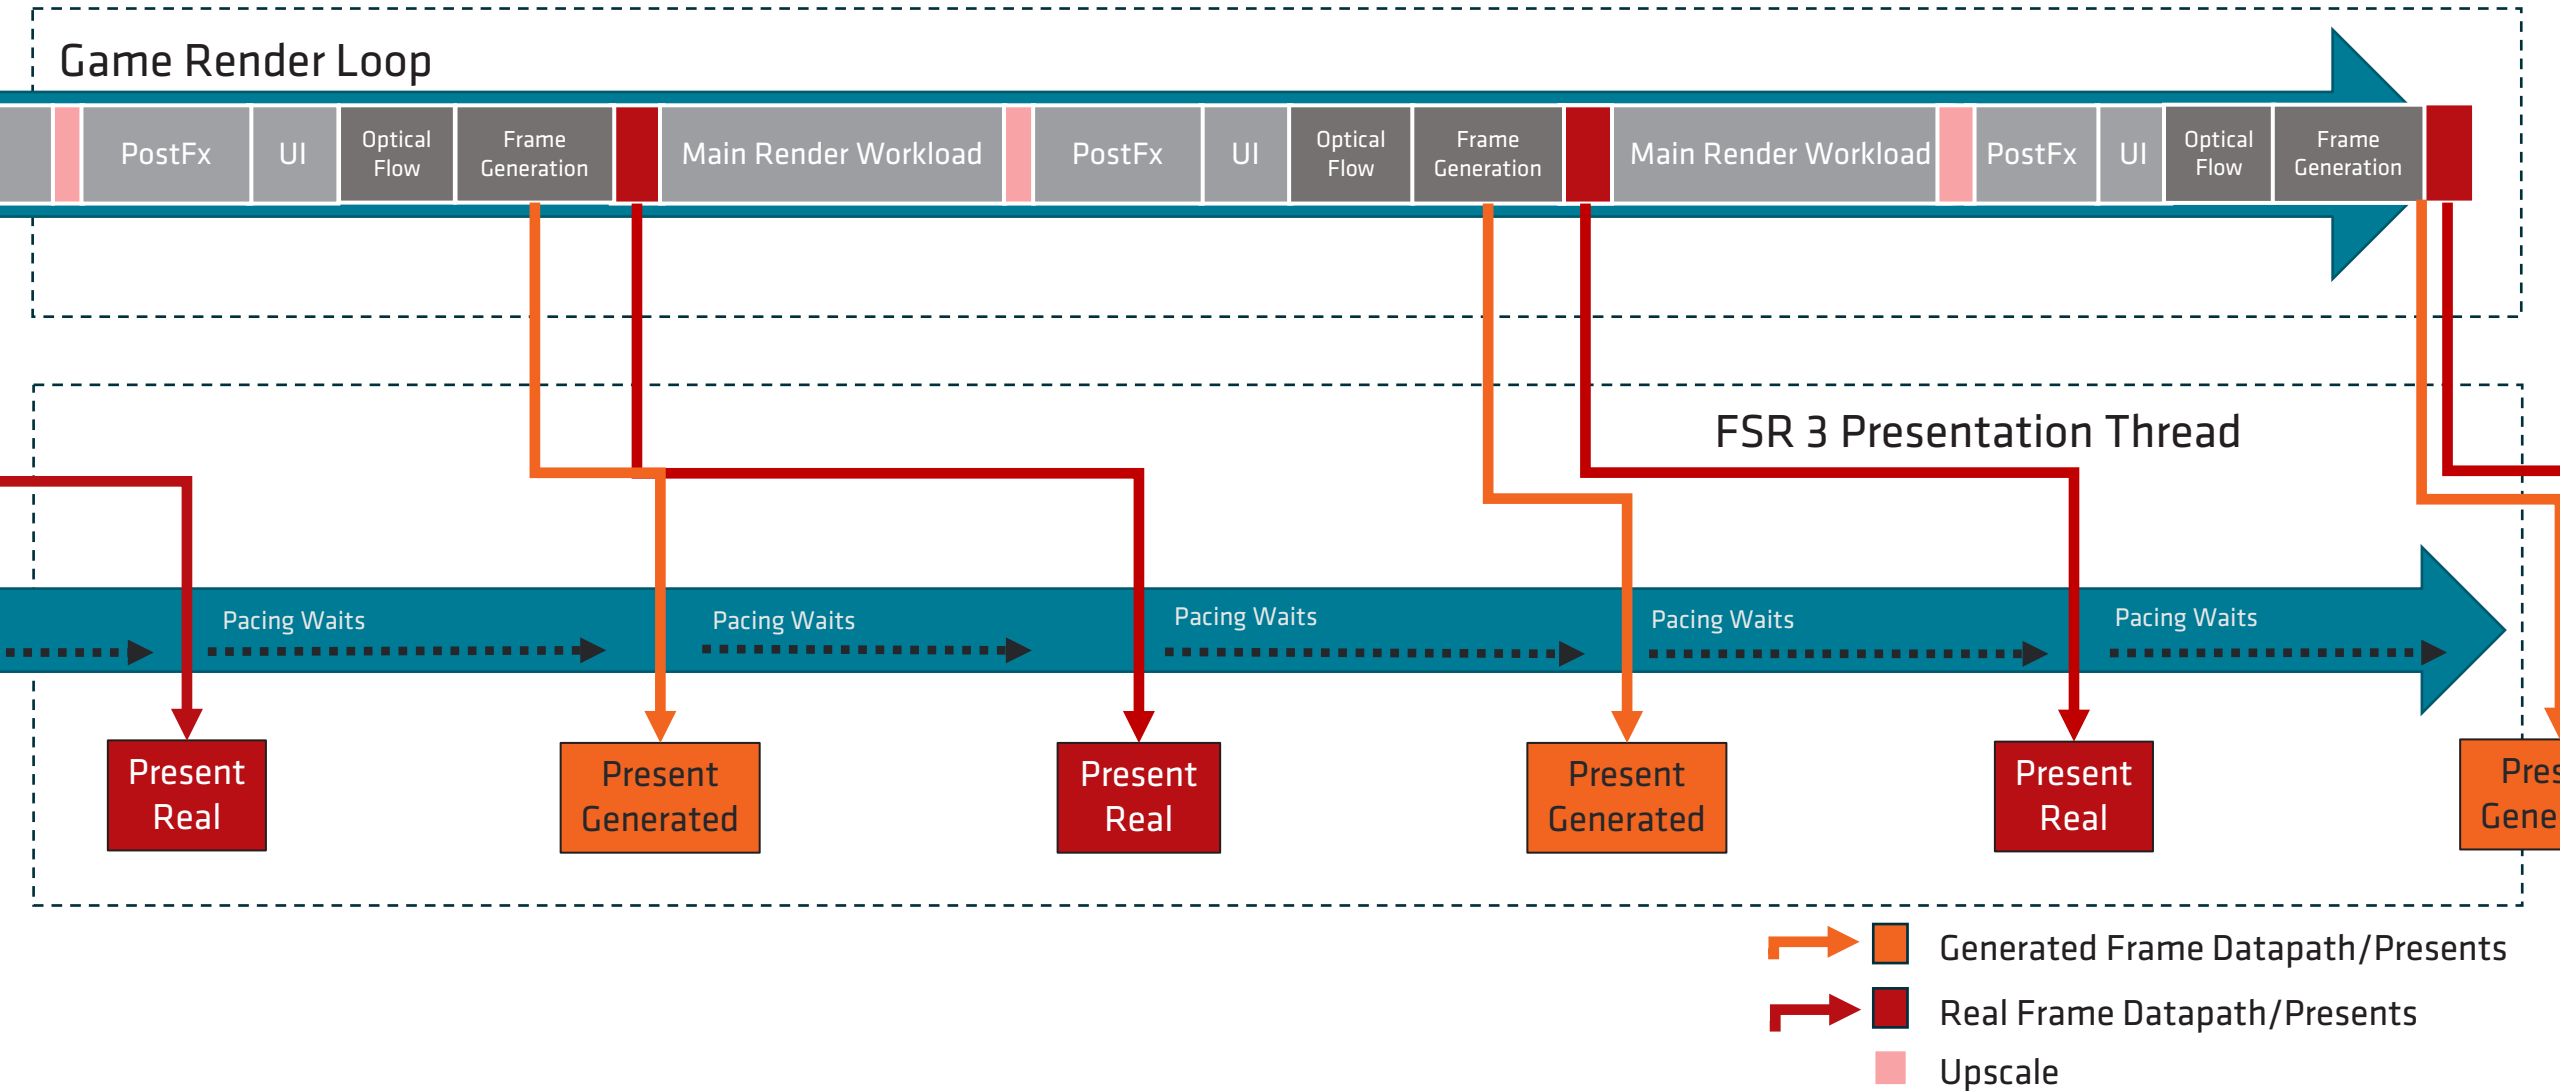 Game Render Loop
PostFx
UI
Optical
Flow
Frame
Generation
Main Render Workload
PostFx
UI
Optical
Flow
Frame
Generation
Main Render Workload
PostFx
UI
Optical
Flow
Frame
Generation
FSR 3 Presentation Thread
Pacing Waits
Pacing Waits
Pacing Waits
Pacing Waits
Pacing Waits
Present
Real
Present
Generated
Present
Real
Present
Generated
Present
Real
Pres
Gene
Generated Frame Datapath/Presents
Real Frame Datapath/Presents
Upscale